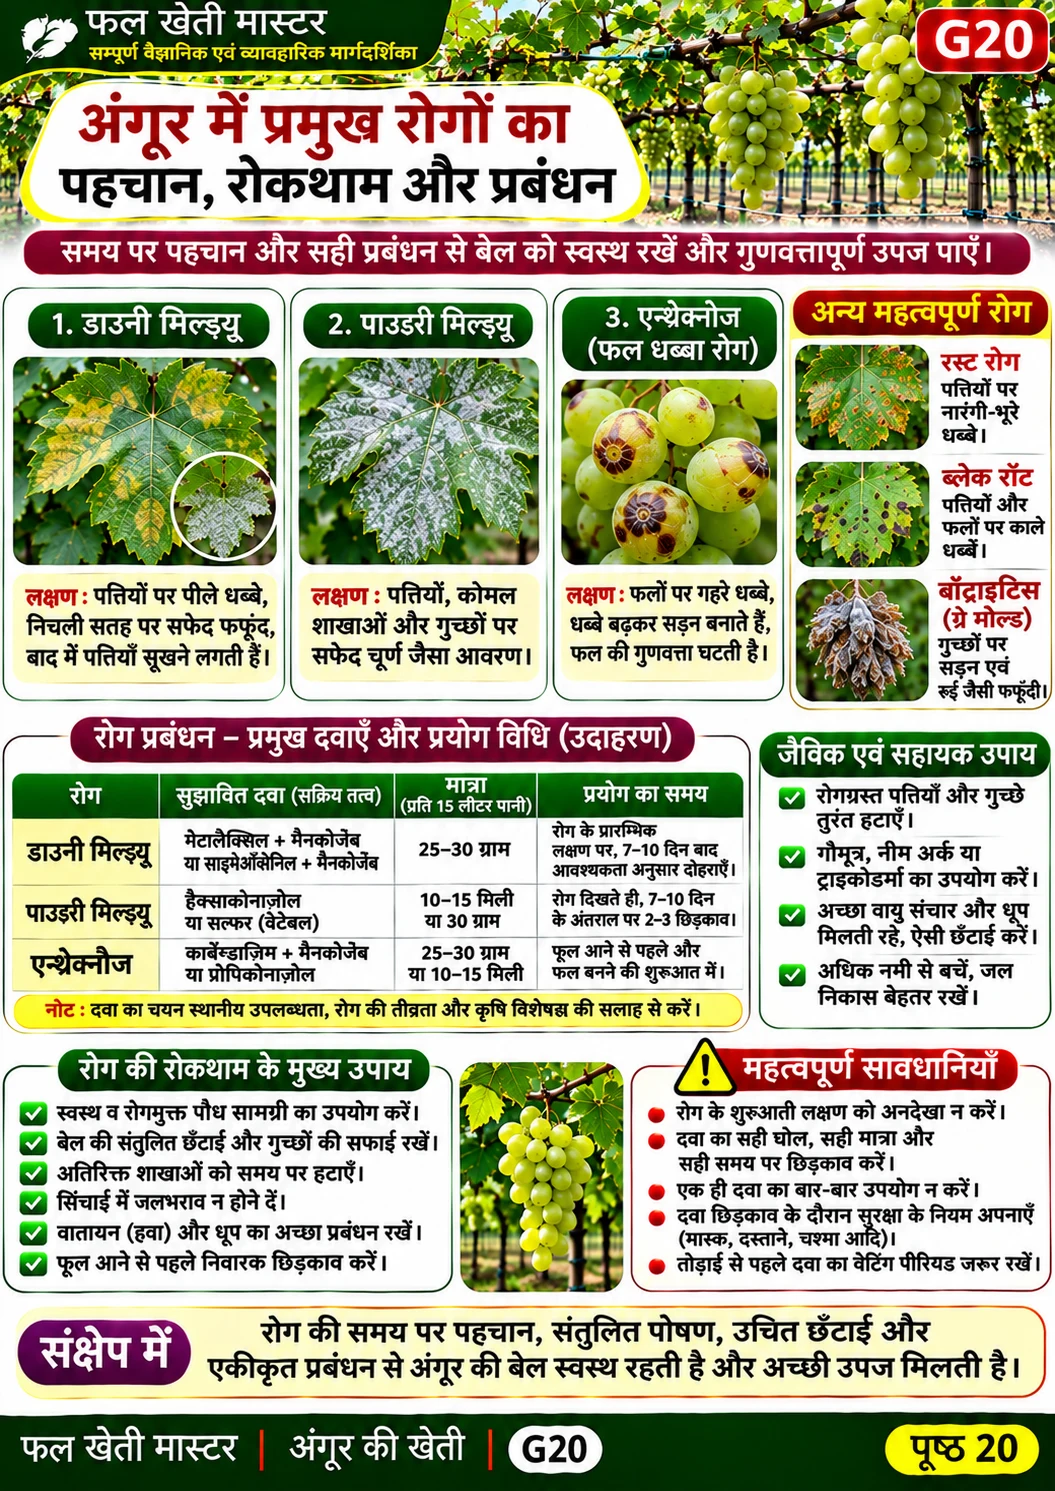 फल खेती मास्टर
सम्पूर्ण वैज्ञानिक एवं व्यावहारिक मार्गदर्शिका
G20
अंगूर में प्रमुख रोगों का
पहचान, रोकथाम और प्रबंधन
समय पर पहचान और सही प्रबंधन से बेल को स्वस्थ रखें और गुणवत्तापूर्ण उपज पाएँ।
1. डाउनी मिल्ड्यू
लक्षण : पत्तियों पर पीले धब्बे,
निचली सतह पर सफेद फफूंद,
बाद में पत्तियाँ सूखने लगती हैं।
2. पाउडरी मिल्ड्यू
लक्षण : पत्तियों, कोमल
शाखाओं और गुच्छों पर
सफेद चूर्ण जैसा आवरण।
3. एन्थ्रेक्नोज
(फल धब्बा रोग)
लक्षण : फलों पर गहरे धब्बे,
धब्बे बढ़कर सड़न बनाते हैं,
फल की गुणवत्ता घटती है।
अन्य महत्वपूर्ण रोग
रस्ट रोग
पत्तियों पर
नारंगी-भूरे
धब्बे।
ब्लेक रॉट
पत्तियों और
फलों पर काले
धब्बें।
बॉट्राइटिस
(ग्रे मोल्ड)
गुच्छों पर
सड़न एवं
रूई जैसी फफूँदी।
रोग प्रबंधन – प्रमुख दवाएँ और प्रयोग विधि (उदाहरण)
रोग
सुझावित दवा (सक्रिय तत्व)
मात्रा
(प्रति 15 लीटर पानी)
प्रयोग का समय
डाउनी मिल्ड्यू
मेटालैक्सिल + मैनकोजेंब
या + मैनकोजेंब
25–30 ग्राम
रोग के प्रारम्भिक
लक्षण पर, 7–10 दिन बाद
आवश्यकता अनुसार दोहराएँ।
पाउडरी मिल्ड्यू
हैक्साकोनाज़ोल
या सल्फर (वेटेबल)
10–15 मिली
या 30 ग्राम
रोग दिखते ही, 7–10 दिन
के अंतराल पर 2–3 छिड़काव।
एन्थ्रेक्नौज
+ मैनकोजेंब
या प्रोपिकोनाज़ोल
25–30 ग्राम
या 10–15 मिली
फूल आने से पहले और
फल बनने की शुरूआत में।
नोट : दवा का चयन स्थानीय उपलब्धता, रोग की तीव्रता और कृषि की सलाह से करें।
जैविक एवं सहायक उपाय
रोगग्रस्त पत्तियाँ और गुच्छे
तुरंत हटाएँ।
गौमूत्र, नीम अर्क या
ट्राइकोडर्मा का उपयोग करें।
अच्छा वायु संचार और धूप
मिलती रहे, ऐसी छँटाई करें।
अधिक नमी से बचें, जल
निकास बेहतर रखें।
रोग की रोकथाम के मुख्य उपाय
स्वस्थ व रोगमुक्त पौध सामग्री का उपयोग करें।
बेल की संतुलित छँटाई और गुच्छों की सफाई रखें।
अतिरिक्त शाखाओं को समय पर हटाएँ।
सिंचाई में जलभराव न होने दें।
वातायन (हवा) और धूप का अच्छा प्रबंधन रखें।
फूल आने से पहले निवारक छिड़काव करें।
महत्वपूर्ण सावधानियाँ
रोग के शुरूआती लक्षण को अनदेखा न करें।
दवा का सही घोल, सही मात्रा और
सही समय पर छिड़काव करें।
एक ही दवा का बार-बार उपयोग न करें।
दवा छिड़काव के दौरान सुरक्षा के नियम अपनाएँ
(मास्क, दस्ताने, चश्मा आदि)।
तोड़ाई से पहले दवा का वेटिंग पीरियड जरूर रखें।
संक्षेप में
रोग की समय पर पहचान, संतुलित पोषण, उचित छँटाई और
एकीकृत प्रबंधन से अंगूर की बेल स्वस्थ रहती है और अच्छी उपज मिलती है।
फल खेती मास्टर | अंगूर की खेती | G20
पृष्ठ 20